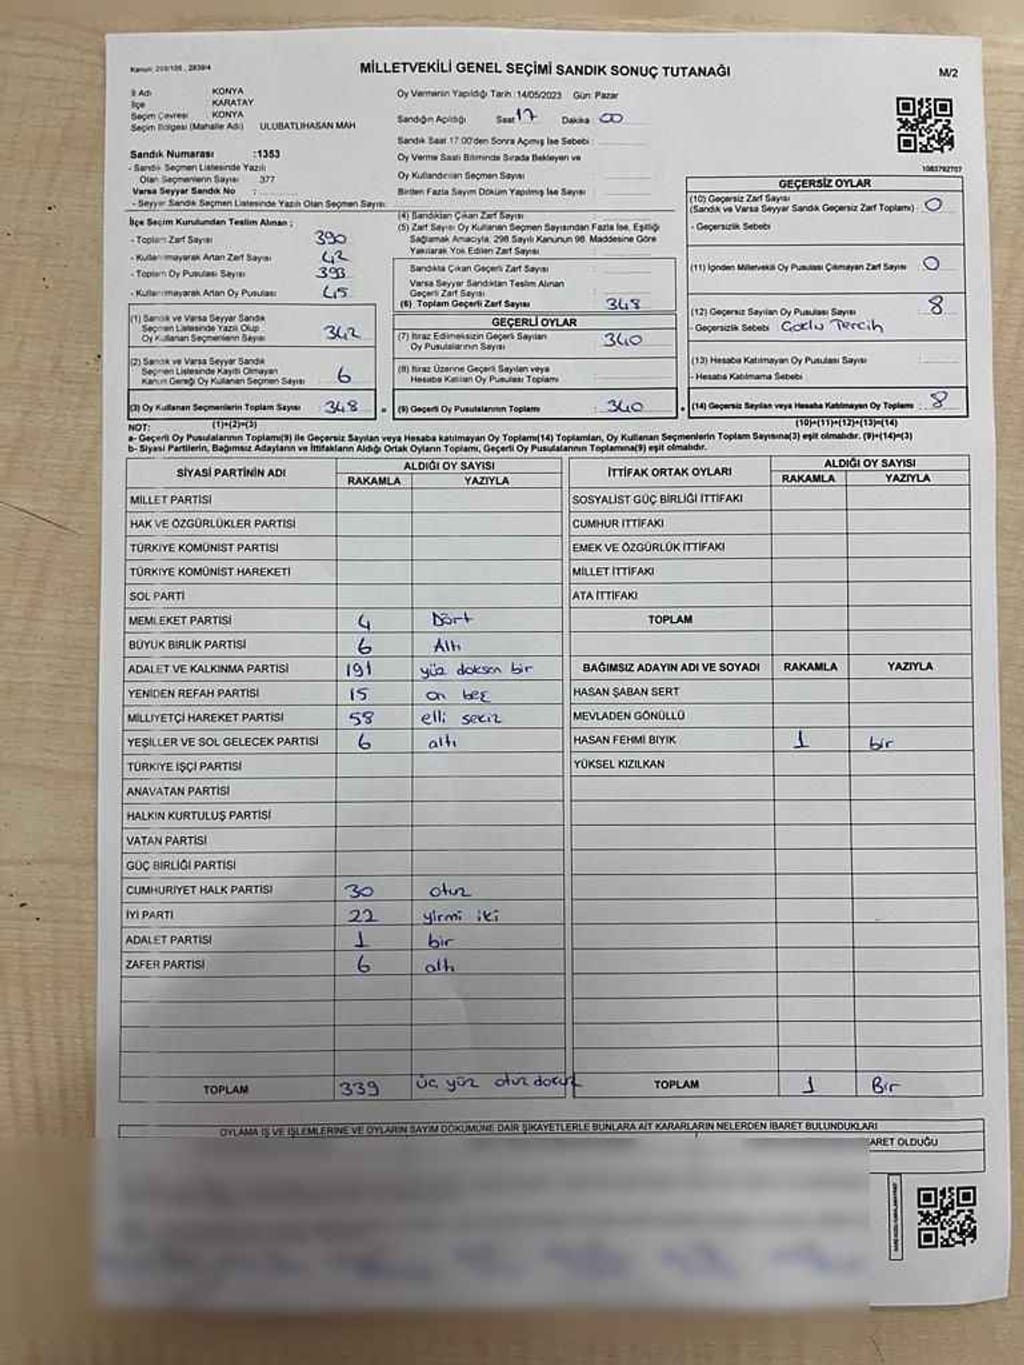 Kanun: 298/105 , 2839/4
MİLLETVEKİLİ GENEL SEÇİMİ SANDIK SONUÇ TUTANAĞI
M/2
İl Adı KONYA
İlçe KARATAY
Seçim Çevresi KONYA
Seçim Bölgesi (Mahalle Adı) ULUBATLIHASAN MAH
Oy Vermenin Yapıldığı Tarih :14/05/2023 Gün: Pazar
Sandığın Açıldığı Saat 17 Dakika 00
Sandık Saat 17:00'den Sonra Açılmış İse Sebebi :
Oy Verme Saati Bitiminde Sırada Bekleyen ve
Oy Kullandırılan Seçmen Sayısı
Birden Fazla Sayım Döküm Yapılmış İse Sayısı :
1083792707
Sandık Numarası :1353
- Sandık Seçmen Listesinde Yazılı
Olan Seçmenlerin Sayısı : 377
Varsa Seyyar Sandık No :
- Seyyar Sandık Seçmen Listesinde Yazılı Olan Seçmen Sayısı:
İlçe Seçim Kurulundan Teslim Alınan ;
- Toplam Zarf Sayısı 390
- Kullanılmayarak Artan Zarf Sayısı 42
- Toplam Oy Pusulası Sayısı 393
- Kullanılmayarak Artan Oy Pusulası 45
(1) Sandık ve Varsa Seyyar Sandık
Seçmen Listesinde Yazılı Olup
Oy Kullanan Seçmenlerin Sayısı 342
(2) Sandık ve Varsa Seyyar Sandık
Seçmen Listesinde Kayıtlı Olmayan
Kanun Gereği Oy Kullanan Seçmen Sayısı 6
(3) Oy Kullanan Seçmenlerin Toplam Sayısı 348
(1)+(2)=(3)
(4) Sandıktan Çıkan Zarf Sayısı :
(5) Zarf Sayısı Oy Kullanan Seçmen Sayısından Fazla İse, Eşitliği
Sağlamak Amacıyla, 298 Sayılı Kanunun 98. Maddesine Göre
Yakılarak Yok Edilen Zarf Sayısı :
Sandıkta Çıkan Geçerli Zarf Sayısı
Varsa Seyyar Sandıktan Teslim Alınan
Geçerli Zarf Sayısı
(6) Toplam Geçerli Zarf Sayısı : 348
GEÇERLİ OYLAR
(7) İtiraz Edilmeksizin Geçerli Sayılan
Oy Pusulalarının Sayısı 340
(8) İtiraz Üzerine Geçerli Sayılan veya
Hesaba Katılan Oy Pusulası Toplamı
(9) Geçerli Oy Pusulalarının Toplamı : 340
GEÇERSİZ OYLAR
(10) Geçersiz Zarf Sayısı
(Sandık ve Varsa Seyyar Sandık Geçersiz Zarf Toplamı) : 0
- Geçersizlik Sebebi
(11) İçinden Milletvekili Oy Pusulası Çıkmayan Zarf Sayısı : 0
(12) Geçersiz Sayılan Oy Pusulası Sayısı : 8
- Geçersizlik Sebebi Çoklu Tercih
(13) Hesaba Katılmayan Oy Pusulası Sayısı
- Hesaba Katılmama Sebebi
(14) Geçersiz Sayılan veya Hesaba Katılmayan Oy Toplamı : 8
(10)+(11)+(12)+(13)=(14)
NOT:
a- Geçerli Oy Pusulalarının Toplamı(9) ile Geçersiz Sayılan veya Hesaba katılmayan Oy Toplamı(14) Toplamları, Oy Kullanan Seçmenlerin Toplam Sayısına(3) eşit olmalıdır. (9)+(14)=(3)
b- Siyasi Partilerin, Bağımsız Adayların ve İttifakların Aldığı Ortak Oyların Toplamı, Geçerli Oy Pusulalarının Toplamına(9) eşit olmalıdır.
SİYASİ PARTİNİN ADI ALDIĞI OY SAYISI
RAKAMLA YAZIYLA
MİLLET PARTİSİ
HAK VE ÖZGÜRLÜKLER PARTİSİ
TÜRKİYE KOMÜNİST PARTİSİ
TÜRKİYE KOMÜNİST HAREKETİ
SOL PARTİ
MEMLEKET PARTİSİ 4 Dört
BÜYÜK BİRLİK PARTİSİ 6 Altı
ADALET VE KALKINMA PARTİSİ 191 yüz doksan bir
YENİDEN REFAH PARTİSİ 15 on beş
MİLLİYETÇİ HAREKET PARTİSİ 58 elli sekiz
YEŞİLLER VE SOL GELECEK PARTİSİ 6 altı
TÜRKİYE İŞÇİ PARTİSİ
ANAVATAN PARTİSİ
HALKIN KURTULUŞ PARTİSİ
VATAN PARTİSİ
GÜÇ BİRLİĞİ PARTİSİ
CUMHURİYET HALK PARTİSİ 30 otuz
İYİ PARTİ 22 yirmi iki
ADALET PARTİSİ 1 bir
ZAFER PARTİSİ 6 altı
TOPLAM 339 üç yüz otuz dokuz
İTTİFAK ORTAK OYLARI ALDIĞI OY SAYISI
RAKAMLA YAZIYLA
SOSYALİST GÜÇ BİRLİĞİ İTTİFAKI
CUMHUR İTTİFAKI
EMEK VE ÖZGÜRLÜK İTTİFAKI
MİLLET İTTİFAKI
ATA İTTİFAKI
TOPLAM
BAĞIMSIZ ADAYIN ADI VE SOYADI RAKAMLA YAZIYLA
HASAN ŞABAN SERT
MEVLADEN GÖNÜLLÜ
HASAN FEHMİ BIYIK 1 bir
YÜKSEL KIZILKAN
TOPLAM 1 Bir
OYLAMA İŞ VE İŞLEMLERİNE VE OYLARIN SAYIM DÖKÜMÜNE DAİR ŞİKAYETLERLE BUNLARA AİT KARARLARIN NELERDEN İBARET BULUNDUKLARI
ARET OLDUĞU